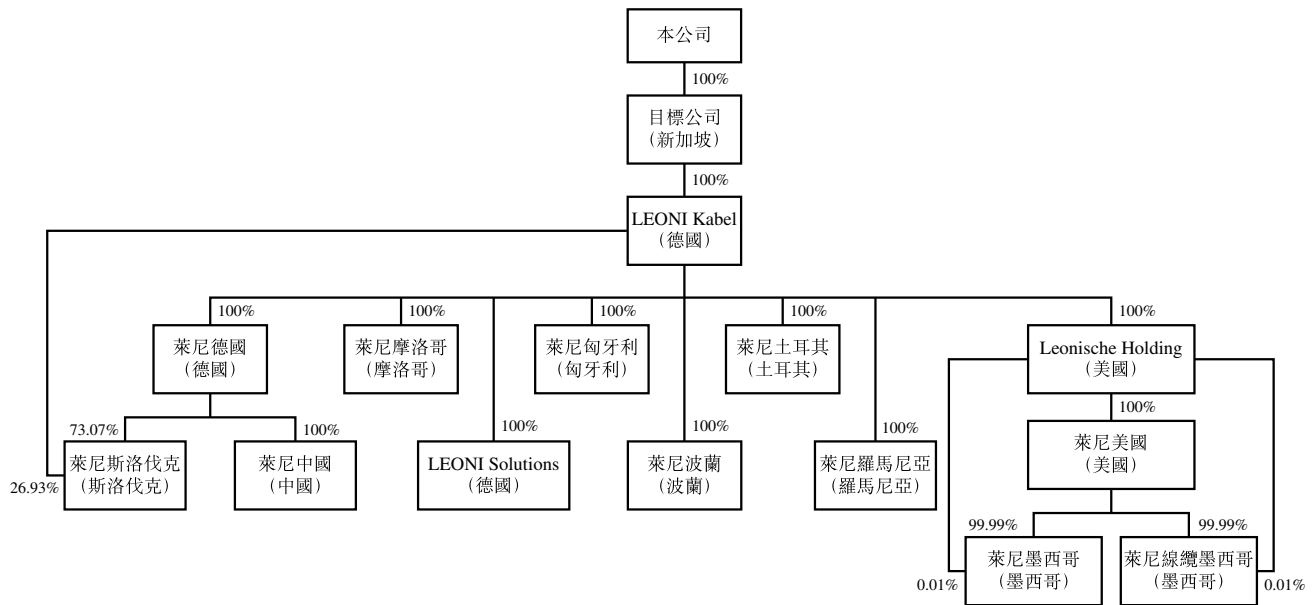 本公司
100%
目標公司
（新加坡）
100%
LEONI Kabel
（德國）
100%
100%
100%
100%
100%
萊尼德國
（德國）
萊尼摩洛哥
（摩洛哥）
萊尼匈牙利
（匈牙利）
萊尼土耳其
（土耳其）
Leonische Holding
（美國）
73.07%
100%
100%
100%
100%
100%
萊尼斯洛伐克
（斯洛伐克）
26.93%
萊尼中國
（中國）
LEONI Solutions
（德國）
萊尼波蘭
（波蘭）
萊尼羅馬尼亞
（羅馬尼亞）
萊尼美國
（美國）
99.99%
99.99%
萊尼墨西哥
（墨西哥）
萊尼線纜墨西哥
（墨西哥）
0.01%
0.01%